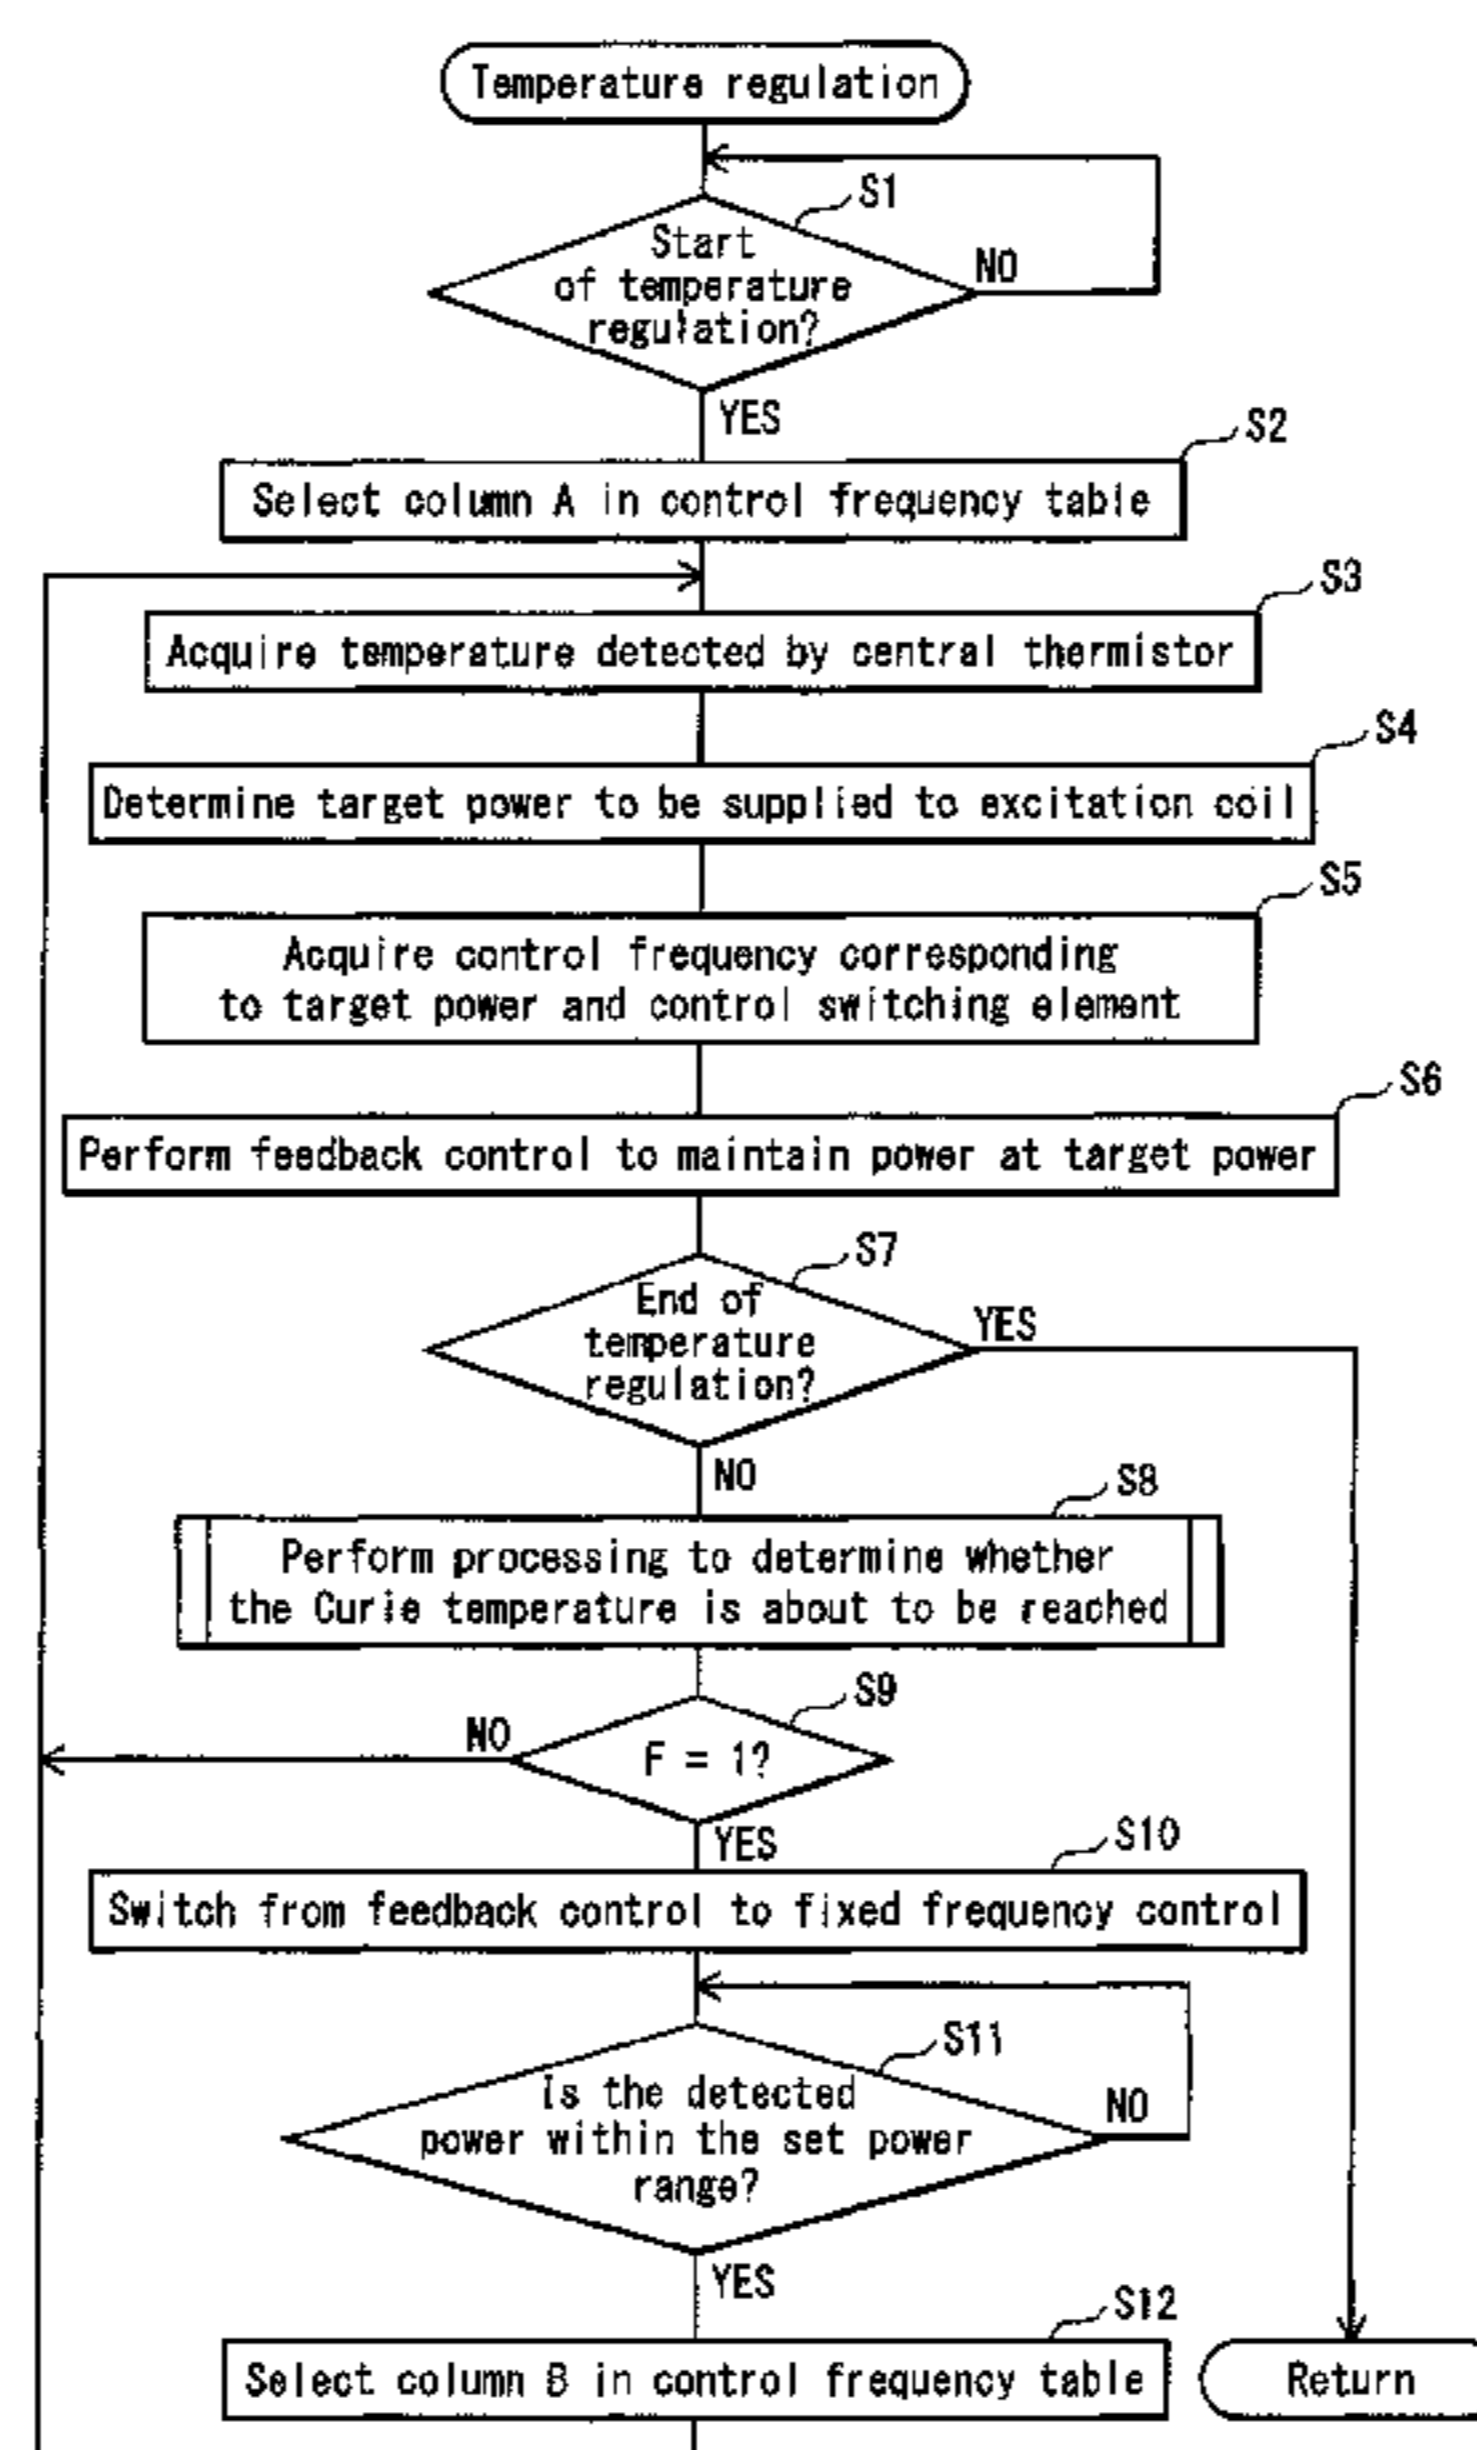 Temperature regulation
S1
Start
of temperature
regulation?
NO
YES
S2
Select column A in control frequency table
S3
Acquire temperature detected by central thermistor
S4
Determine target power to be supplied to excitation coil
S5
Acquire control frequency corresponding
to target power and control switching element
S6
Perform feedback control to maintain power at target power
S7
End of
temperature
regulation?
YES
NO
S8
Perform processing to determine whether
the Curie temperature is about to be reached
S9
NO
F = 1?
YES
S10
Switch from feedback control to fixed frequency control
S11
Is the detected
power within the set power
range?
NO
YES
S12
Select column B in control frequency table
Return